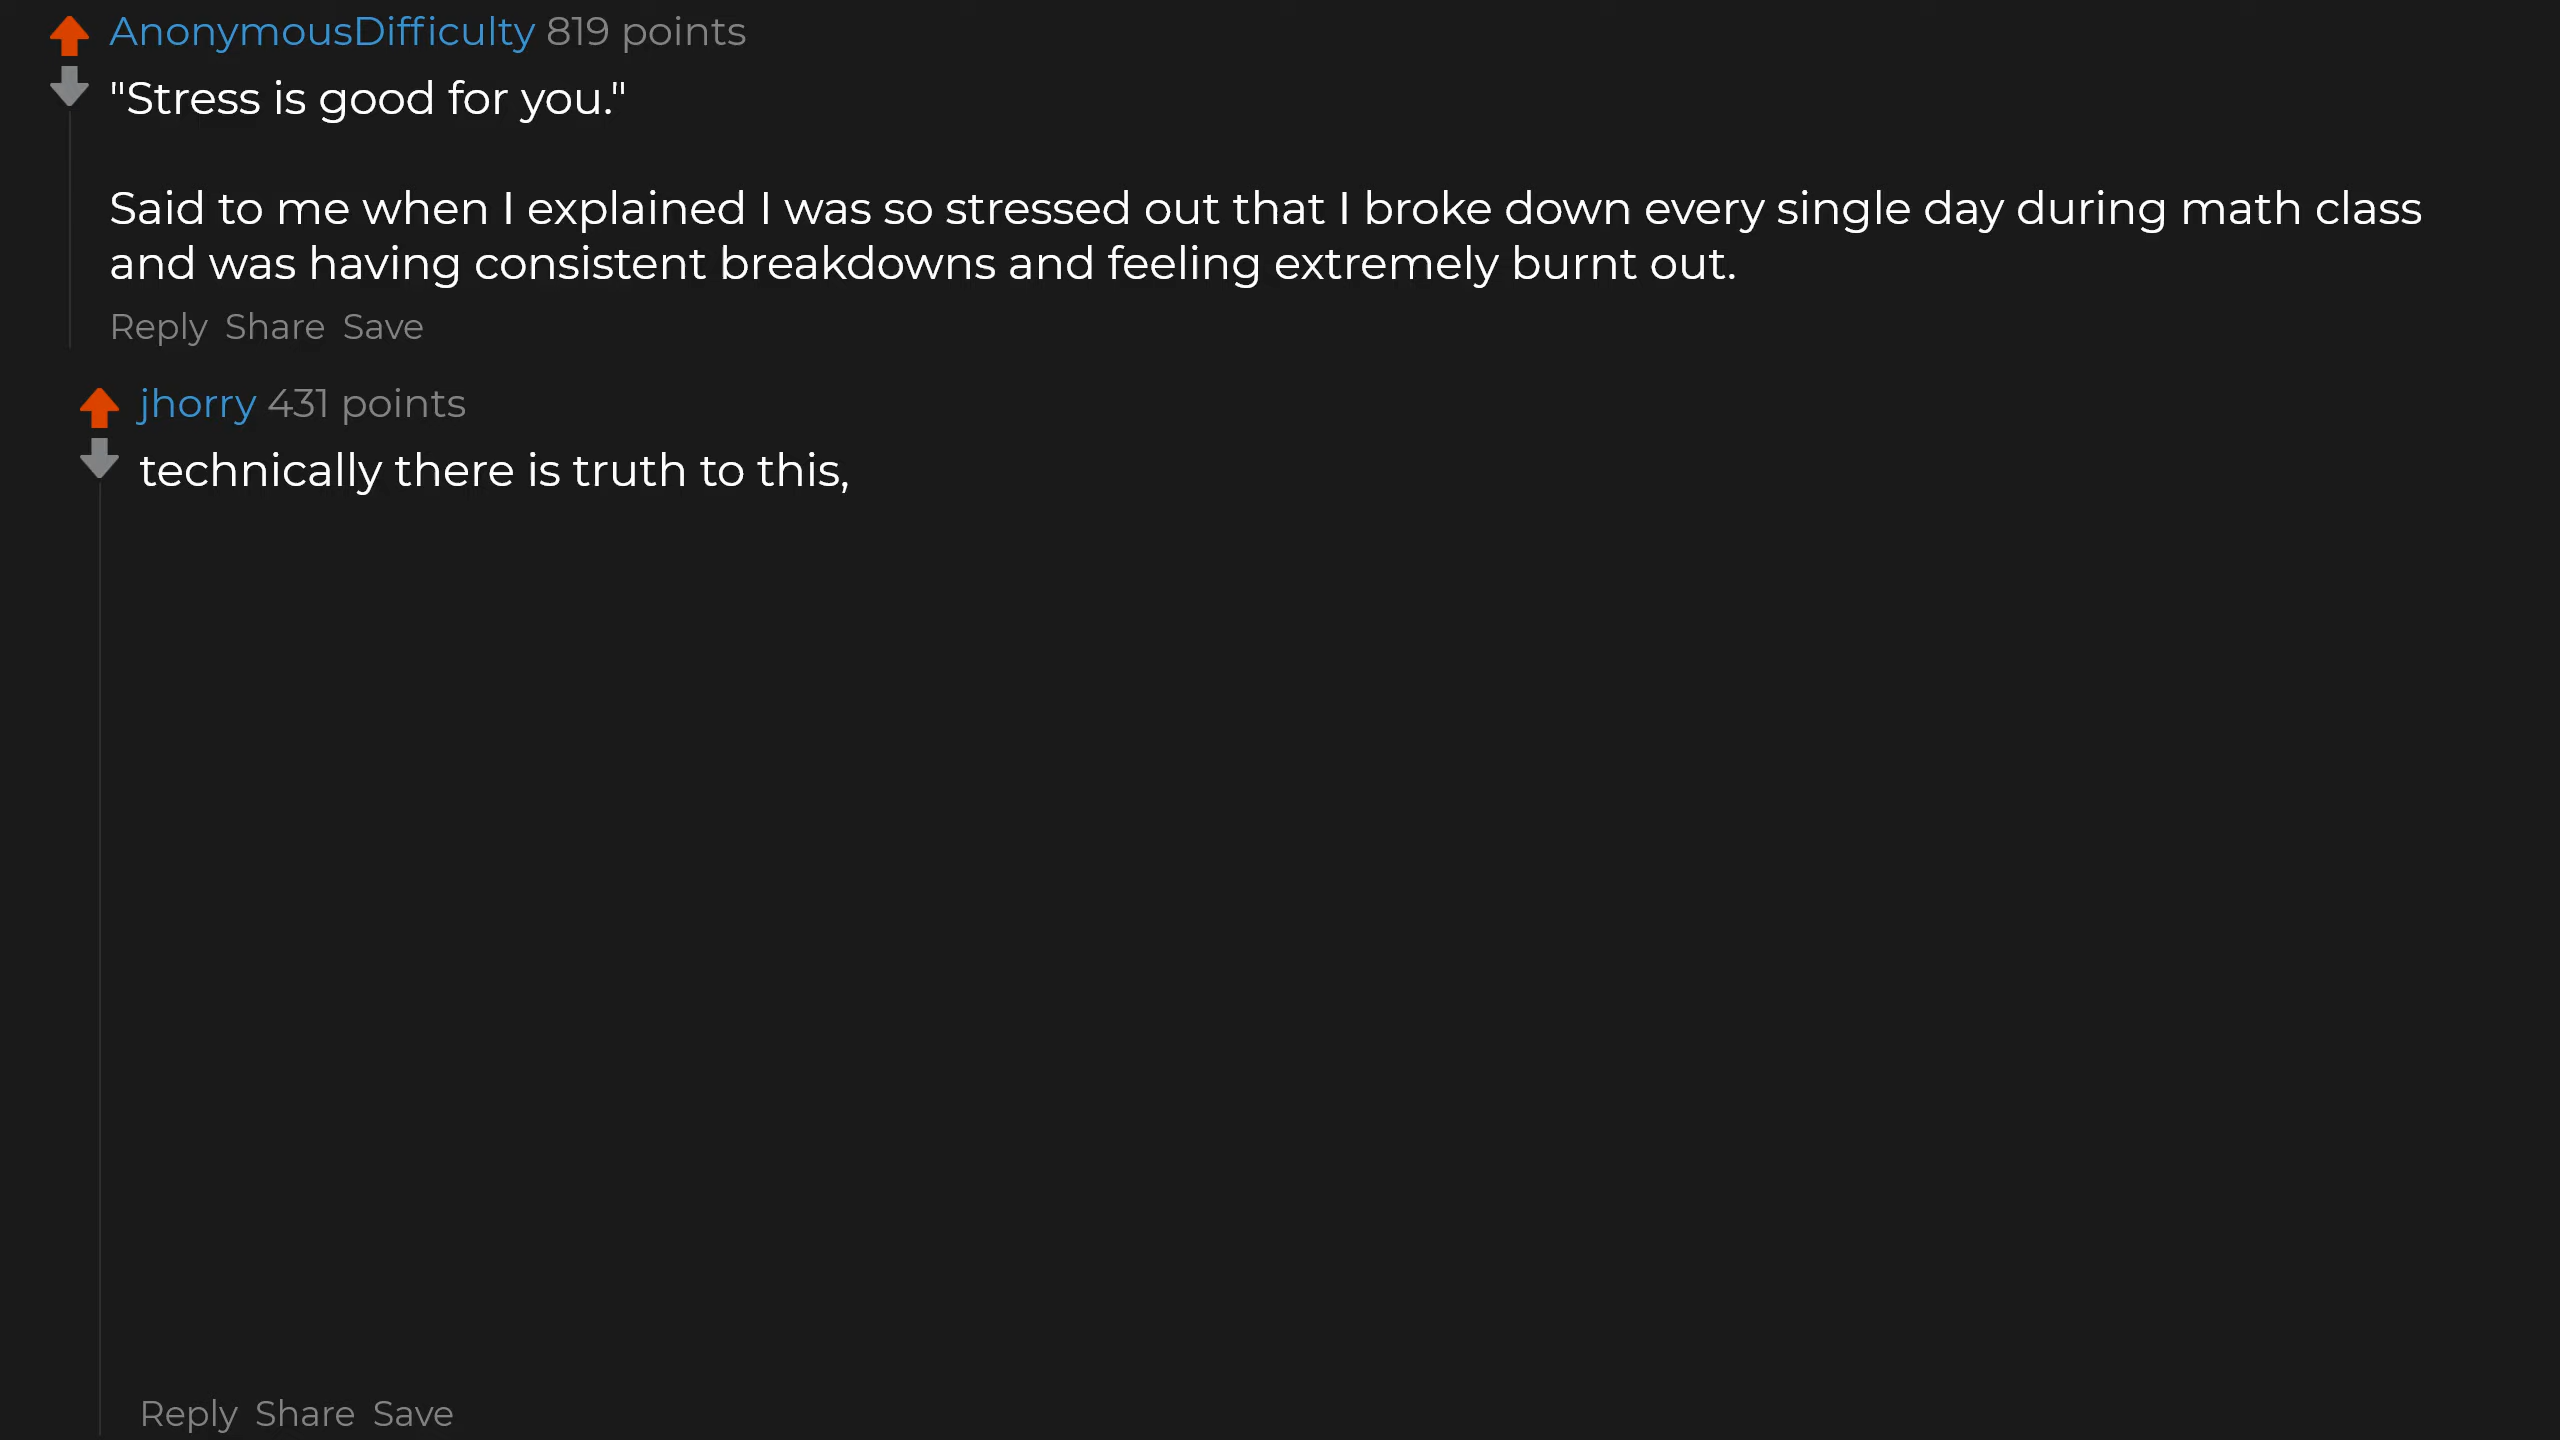 AnonymousDifficulty 819 points
"Stress is good for you."
Said to me when I explained I was so stressed out that I broke down every single day during math class
and was having consistent breakdowns and feeling extremely burnt out.
Reply Share Save
jhorry 431 points
technically there is truth to this,
Reply Share Save